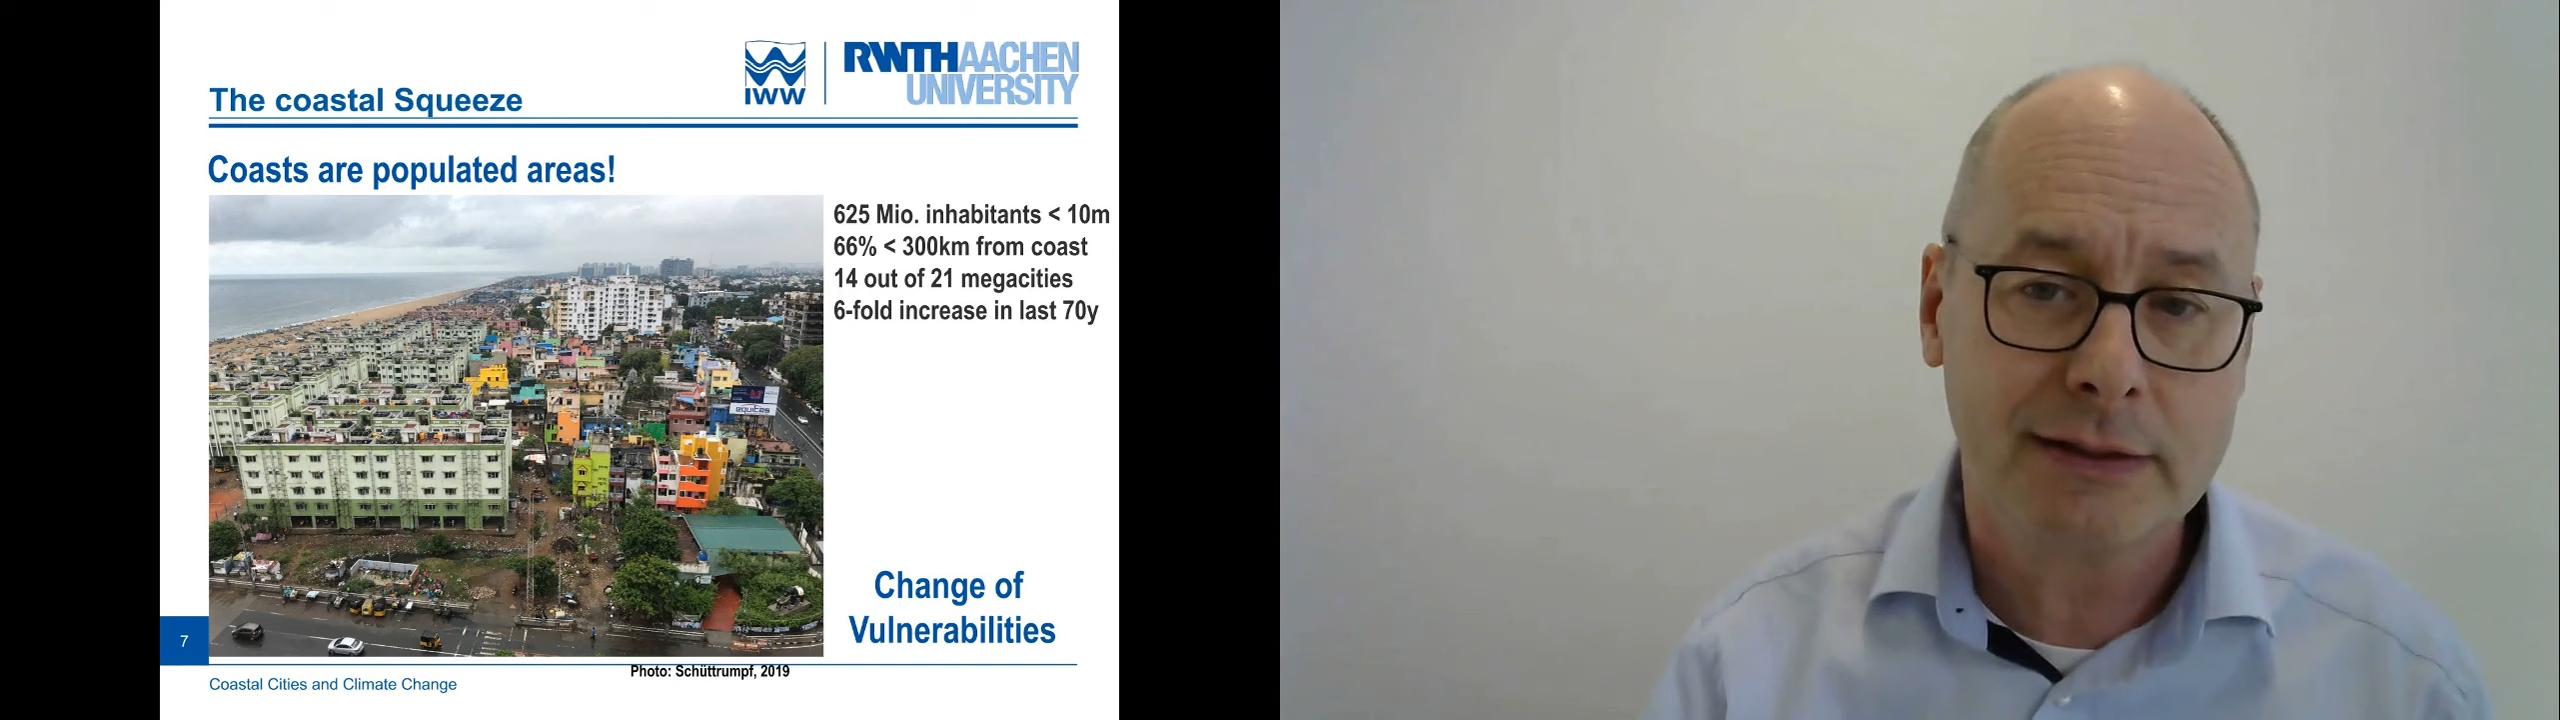 The coastal Squeeze
IWW
RWTHAACHEN
UNIVERSITY
Coasts are populated areas!
625 Mio. inhabitants < 10m
66% < 300km from coast
14 out of 21 megacities
6-fold increase in last 70y
equitas
Change of
Vulnerabilities
7
Photo: Schüttrumpf, 2019
Coastal Cities and Climate Change